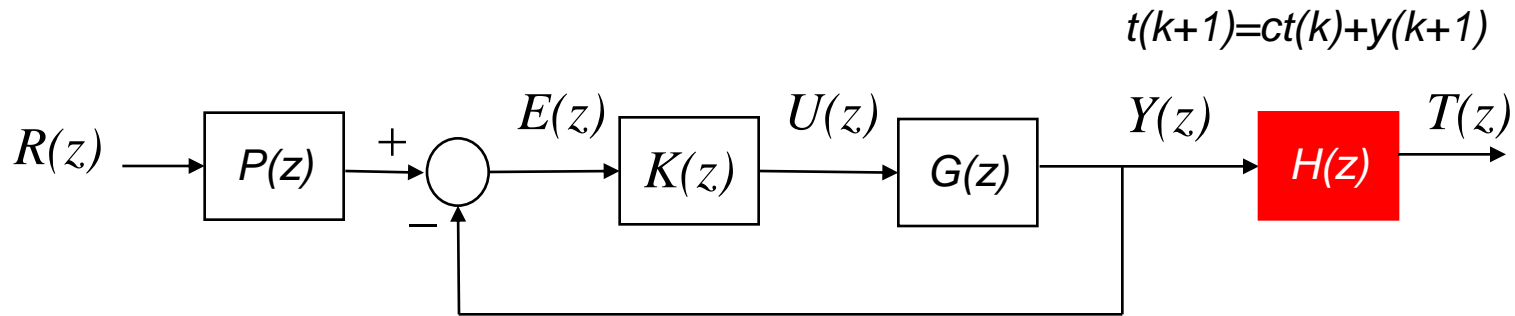 t(k+1)=ct(k)+y(k+1)
R(z) P(z) + E(z) K(z) U(z) G(z) Y(z) H(z) T(z)
−